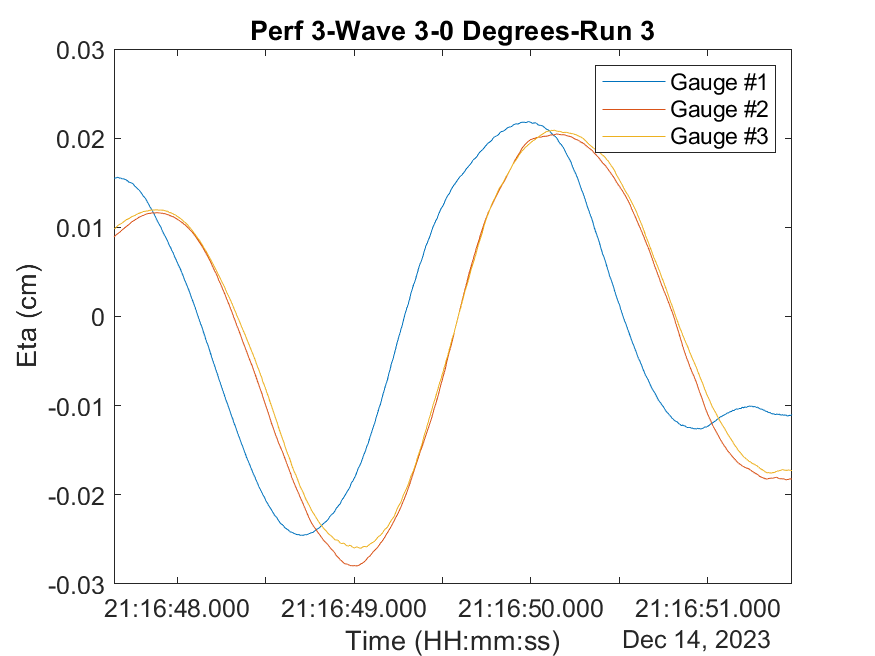 Perf 3-Wave 3-0 Degrees-Run 3
0.03
0.02
0.01
0
-0.01
-0.02
-0.03
Eta (cm)
Gauge #1
Gauge #2
Gauge #3
21:16:48.000 21:16:49.000 21:16:50.000 21:16:51.000
Time (HH:mm:ss)
Dec 14, 2023